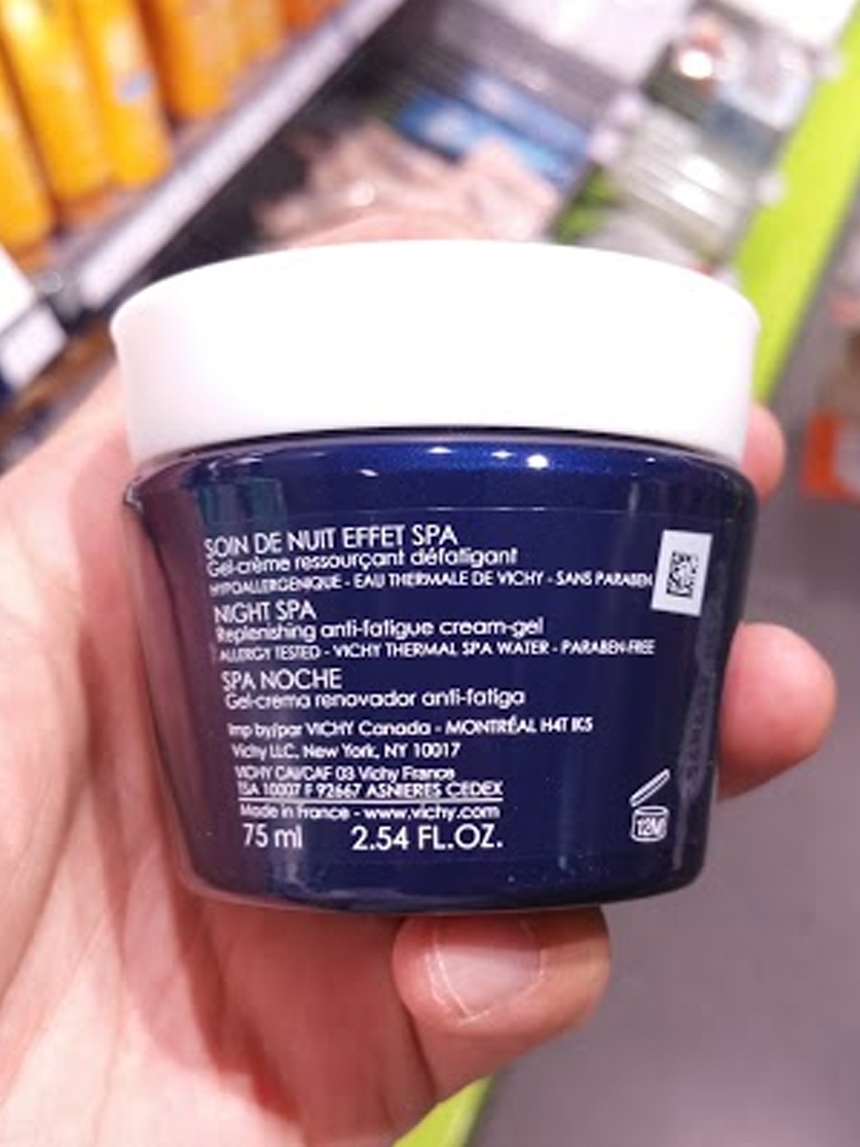 SOIN DE NUIT EFFET SPA
Gel-crème ressourçant défatigant
HYPOALLERGÉNIQUE - EAU THERMALE DE VICHY - SANS PARABEN
NIGHT SPA
Replenishing anti-fatigue cream-gel
ALLERGY TESTED - VICHY THERMAL SPA WATER - PARABEN-FREE
SPA NOCHE
Gel-crema renovador anti-fatiga
Imp by/par VICHY Canada - MONTRÉAL H4T 1K5
Vichy LLC, New York, NY 10017
VICHY CAI/CAF 03 Vichy France
TSA 10007 F 92667 ASNIERES CEDEX
Made in France - www.vichy.com
75 ml 2.54 FL.OZ.
12M